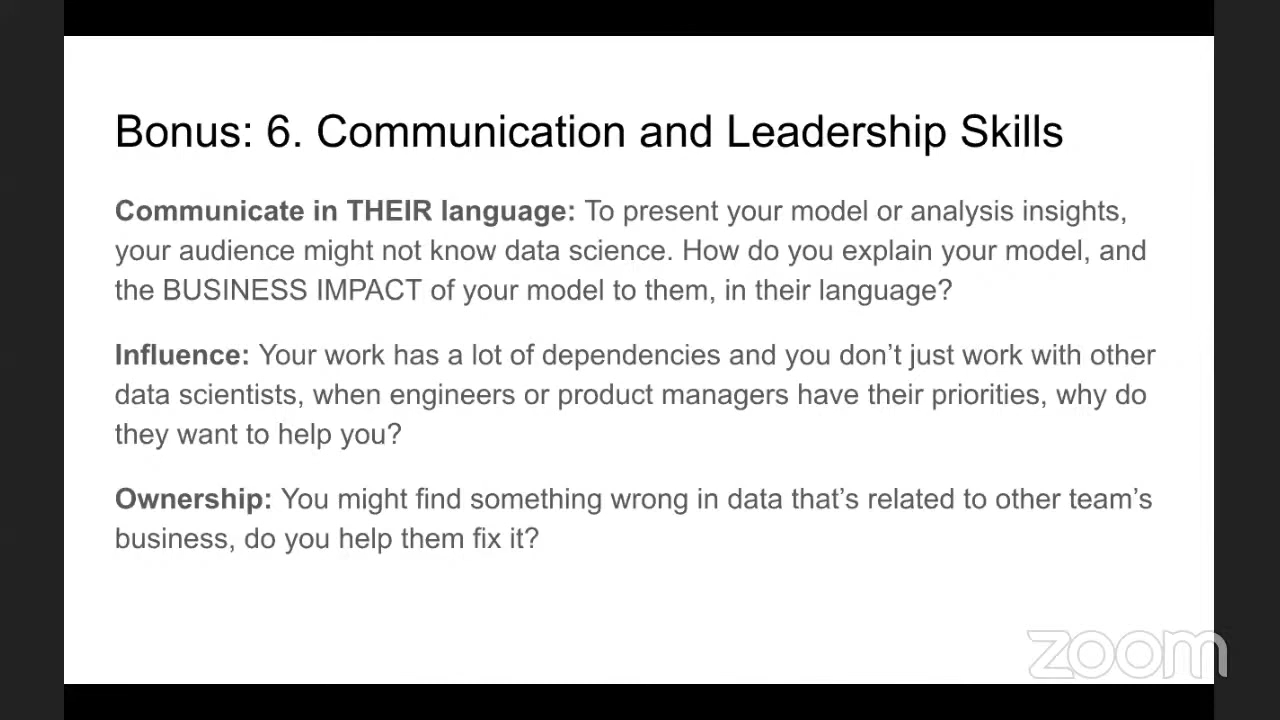 Bonus: 6. Communication and Leadership Skills
Communicate in THEIR language: To present your model or analysis insights,
your audience might not know data science. How do you explain your model, and
the BUSINESS IMPACT of your model to them, in their language?
Influence: Your work has a lot of dependencies and you don’t just work with other
data scientists, when engineers or product managers have their priorities, why do
they want to help you?
Ownership: You might find something wrong in data that’s related to other team’s
business, do you help them fix it?
zoom